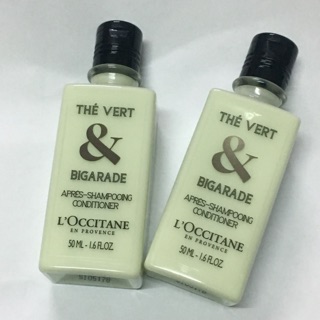 THÉ VERT
&
BIGARADE
APRÈS-SHAMPOOING
CONDITIONER
L'OCCITANE
EN PROVENCE
50 ML - 1.6 FL.OZ.
THÉ VERT
&
BIGARADE
APRÈS-SHAMPOOING
CONDITIONER
L'OCCITANE
EN PROVENCE
50 ML - 1.6 FL.OZ.